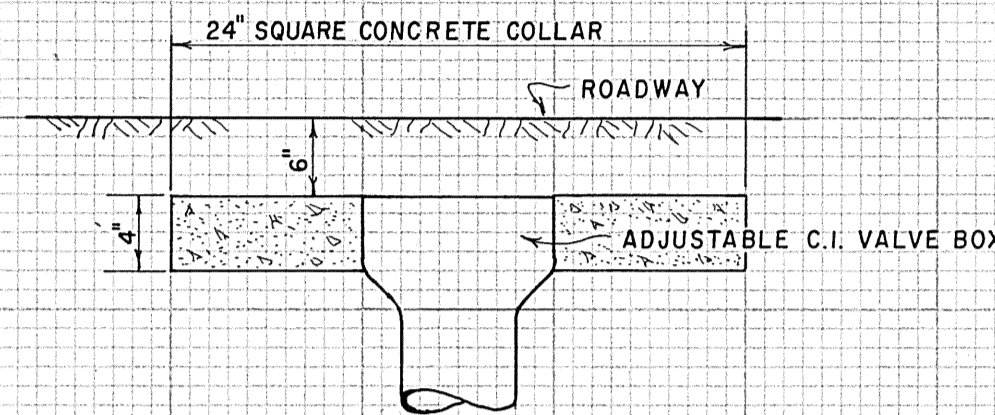 24" SQUARE CONCRETE COLLAR
ROADWAY
6"
4"
ADJUSTABLE C.I. VALVE BOX